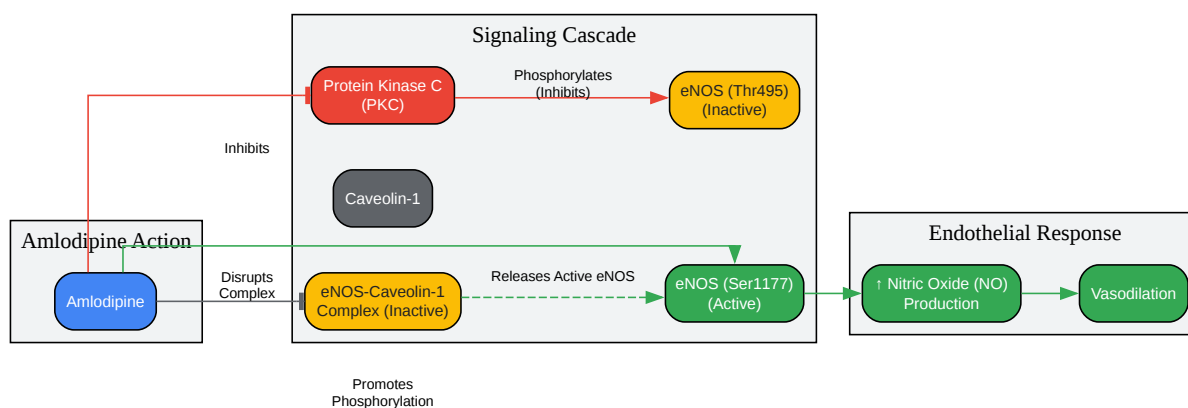 Signaling Cascade
Protein Kinase C
(PKC)
Phosphorylates
(Inhibits)
eNOS (Thr495)
(Inactive)
Inhibits
Caveolin-1
Amlodipine Action
Amlodipine
Disrupts
Complex
eNOS-Caveolin-1
Complex (Inactive)
Releases Active eNOS
eNOS (Ser1177)
(Active)
Endothelial Response
↑ Nitric Oxide (NO)
Production
Vasodilation
Promotes
Phosphorylation